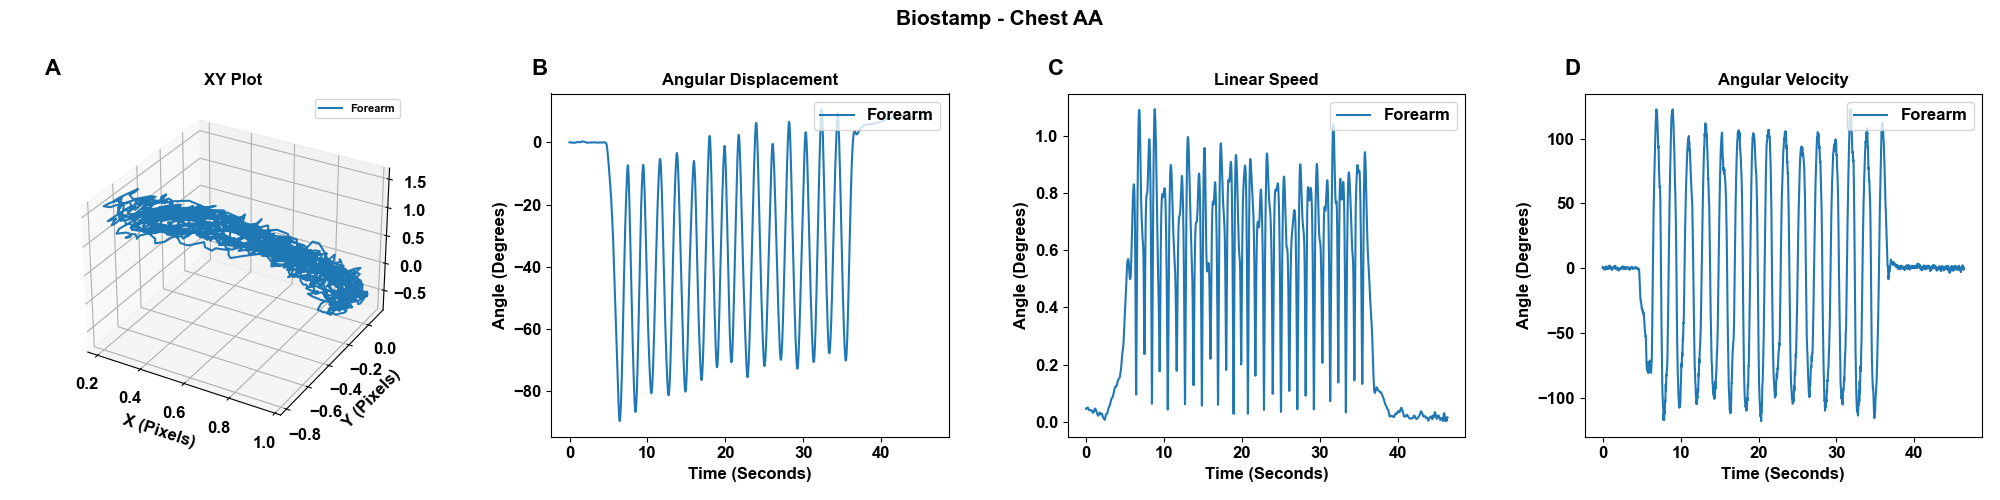 Biostamp - Chest AA
A
XY Plot
Forearm
1.5
1.0
0.5
0.0
−0.5
0.2
0.4
0.6
0.8
1.0
X (Pixels)
0.0
−0.2
−0.4
−0.6
−0.8
Y (Pixels)
B
Angular Displacement
Forearm
Angle (Degrees)
0
−20
−40
−60
−80
0 10 20 30 40
Time (Seconds)
C
Linear Speed
Forearm
Angle (Degrees)
1.0
0.8
0.6
0.4
0.2
0.0
0 10 20 30 40
Time (Seconds)
D
Angular Velocity
Forearm
Angle (Degrees)
100
50
0
−50
−100
0 10 20 30 40
Time (Seconds)